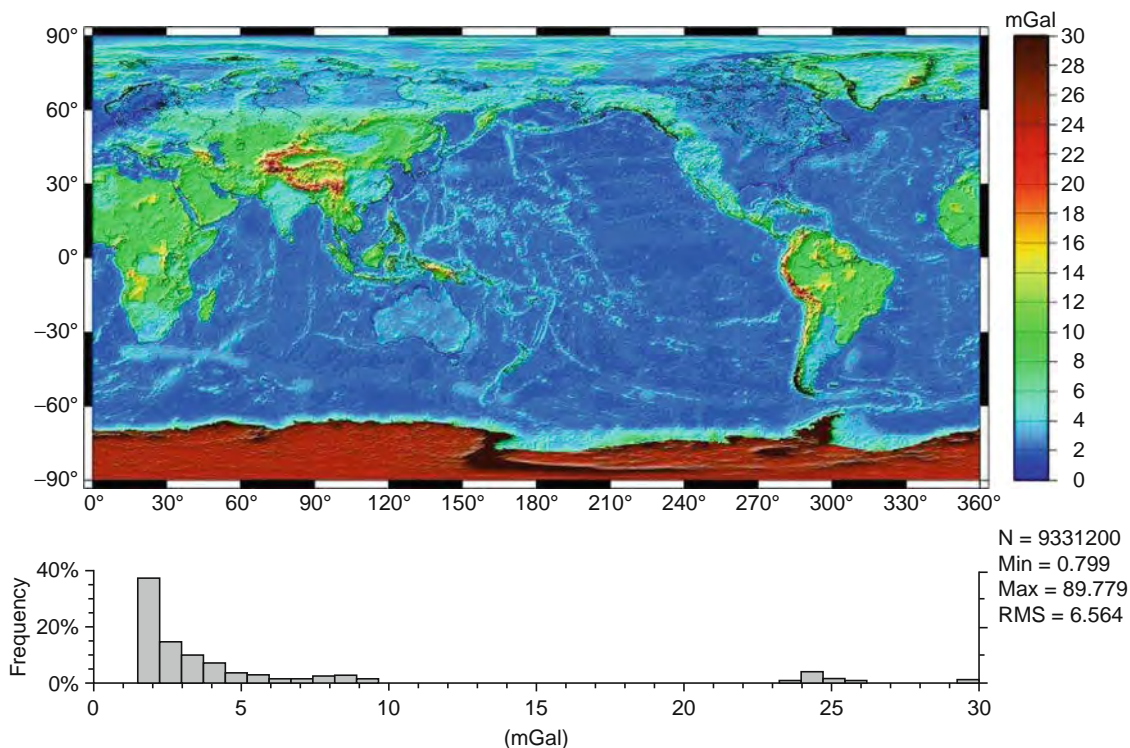 mGal
90°
60°
30°
0°
–30°
–60°
–90°
0° 30° 60° 90° 120° 150° 180° 210° 240° 270° 300° 330° 360°
30
28
26
24
22
20
18
16
14
12
10
8
6
4
2
0
N = 9331200
Min = 0.799
Max = 89.779
RMS = 6.564
Frequency
40%
20%
0%
0 5 10 15 20 25 30
(mGal)